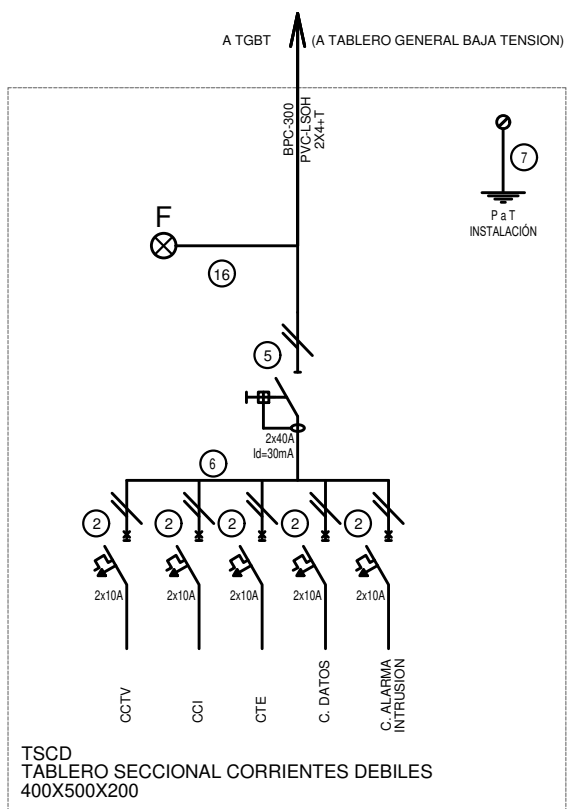 A TGBT (A TABLERO GENERAL BAJA TENSION)
BPC-300
PVC-LSOH
2X4+T
7
P a T
INSTALACIÓN
F
16
5
2x40A
Id=30mA
6
2 2 2 2 2
2x10A 2x10A 2x10A 2x10A 2x10A
CCTV
CCI
CTE
C. DATOS
C. ALARMA
INTRUSION
TSCD
TABLERO SECCIONAL CORRIENTES DEBILES
400X500X200